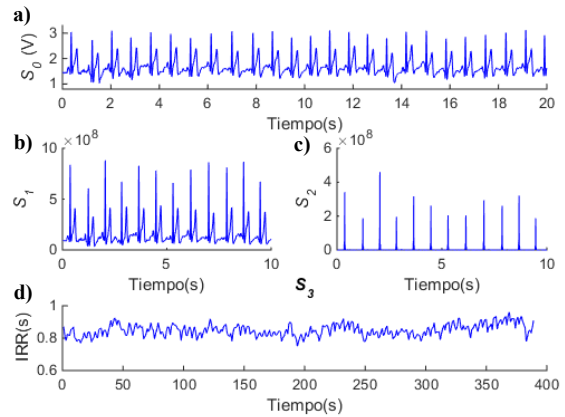 a)
S0 (V)
3
2
1
0 2 4 6 8 10 12 14 16 18 20
Tiempo(s)
b)
×10^8
S1
10
5
0
0 5 10
Tiempo(s)
c)
×10^8
S2
6
4
2
0
0 5 10
Tiempo(s)
d)
S3
IRR(s)
1
0.8
0.6
0 50 100 150 200 250 300 350 400
Tiempo(s)